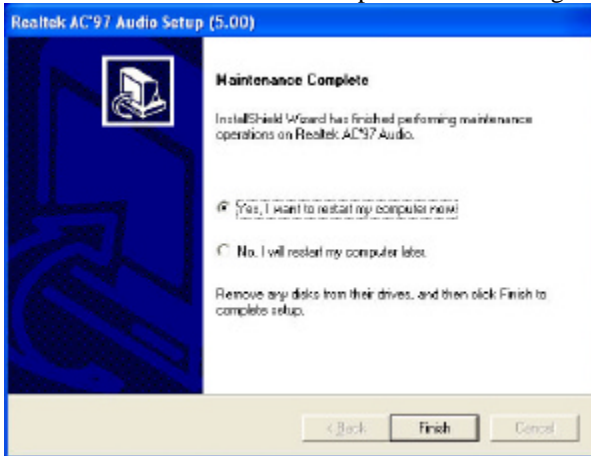 Realtek AC'97 Audio Setup (5.00)
Maintenance Complete
InstallShield Wizard has finished performing maintenance
operations on Realtek AC'97 Audio.
Yes, I want to restart my computer now!
No, I will restart my computer later.
Remove any disks from their drives, and then click Finish to
complete setup.
< Back Finish Cancel